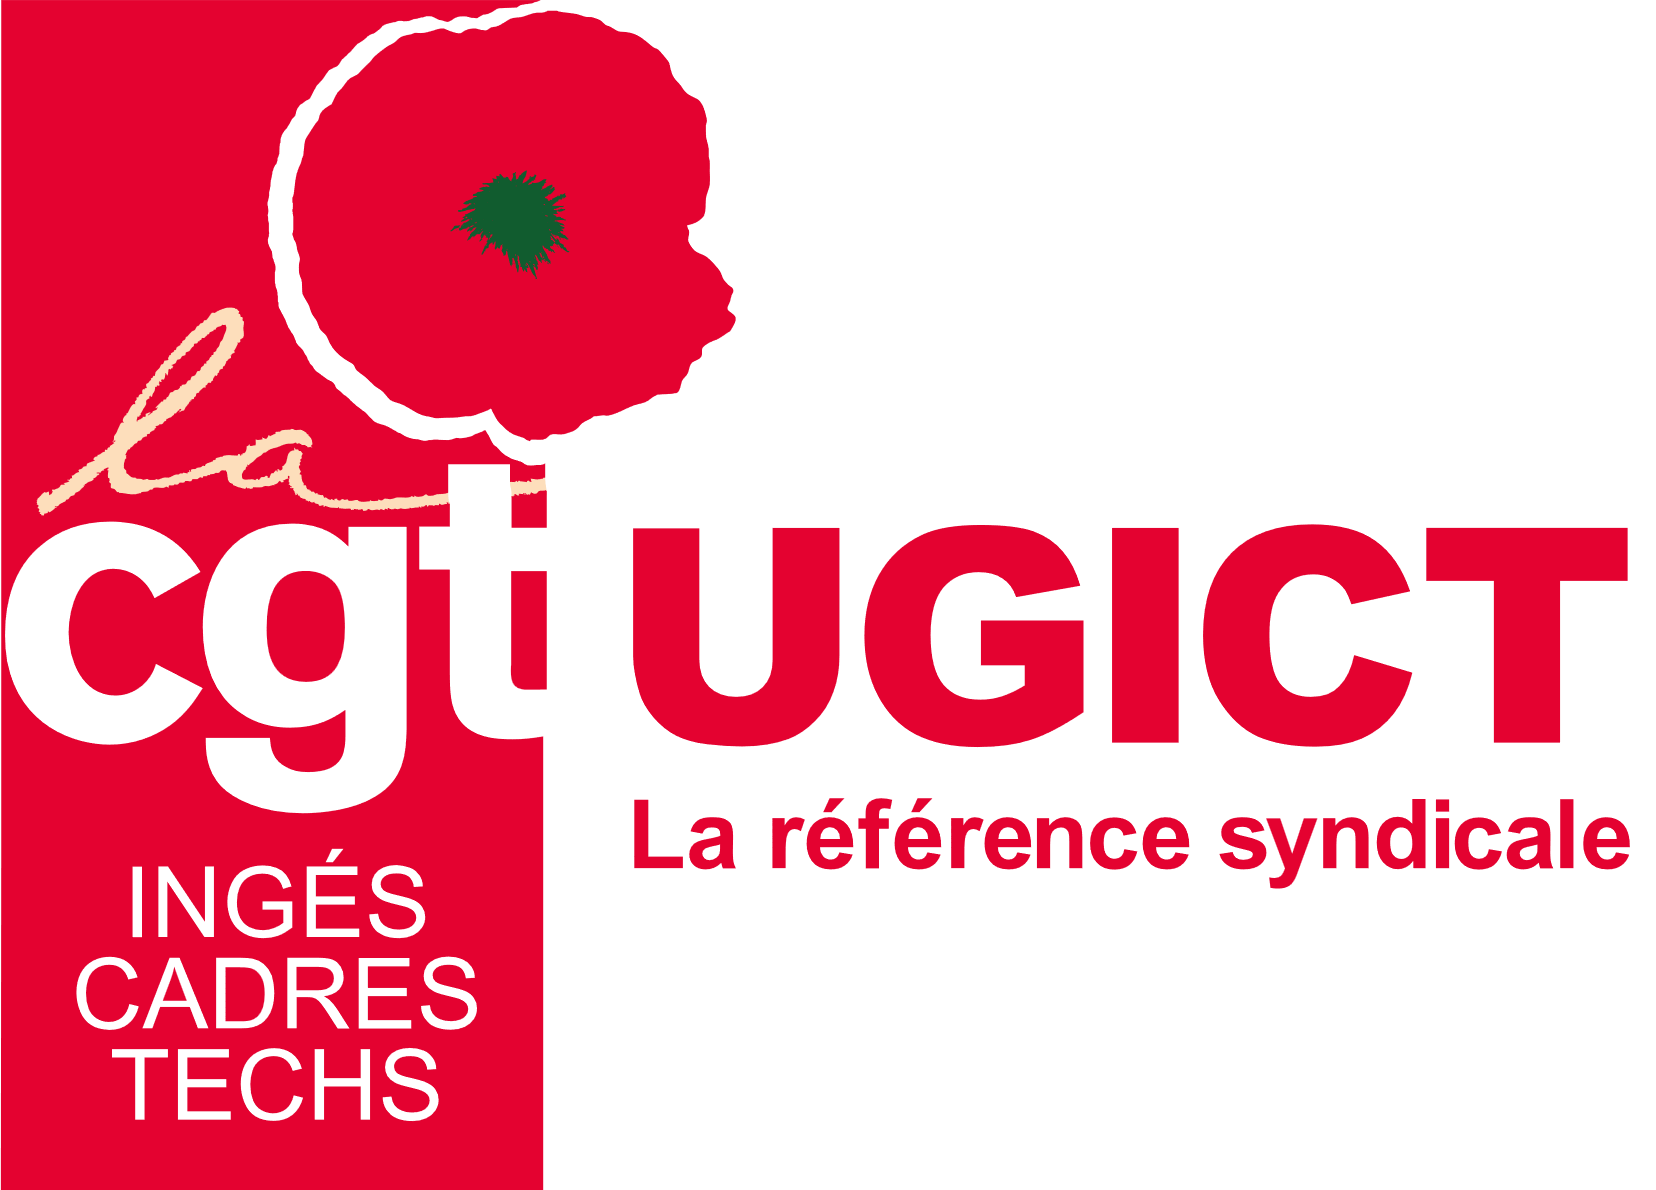 la
cgt UGICT
La référence syndicale
INGÉS
CADRES
TECHS